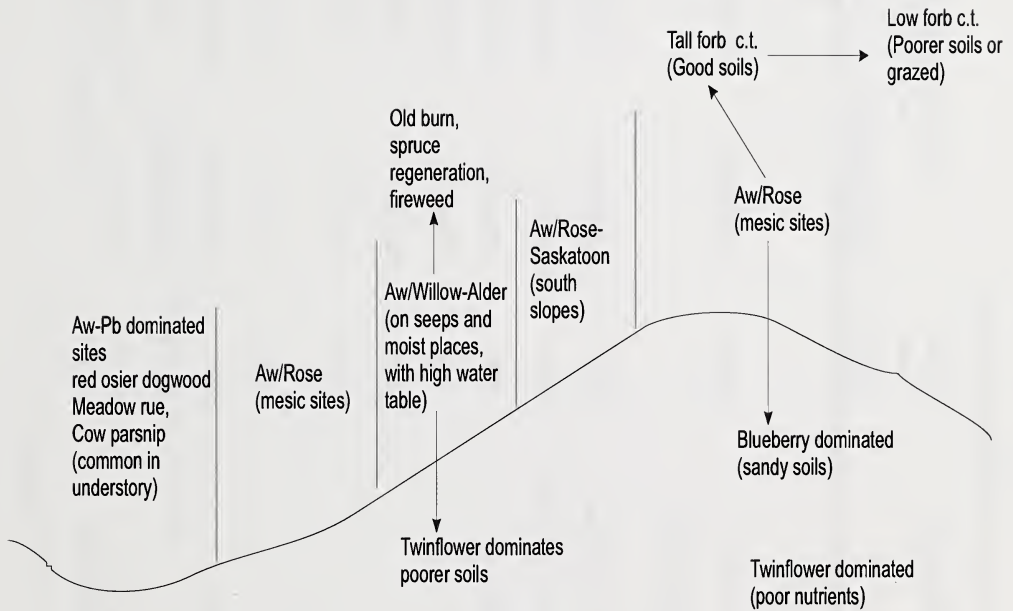 Low forb c.t.
(Poorer soils or
grazed)
Tall forb c.t.
(Good soils)
Old burn,
spruce
regeneration,
fireweed
Aw/Rose
(mesic sites)
Aw/Rose-
Saskatoon
(south
slopes)
Aw/Willow-Alder
(on seeps and
moist places,
with high water
table)
Aw-Pb dominated
sites
red osier dogwood
Meadow rue,
Cow parsnip
(common in
understory)
Aw/Rose
(mesic sites)
Blueberry dominated
(sandy soils)
Twinflower dominates
poorer soils
Twinflower dominated
(poor nutrients)